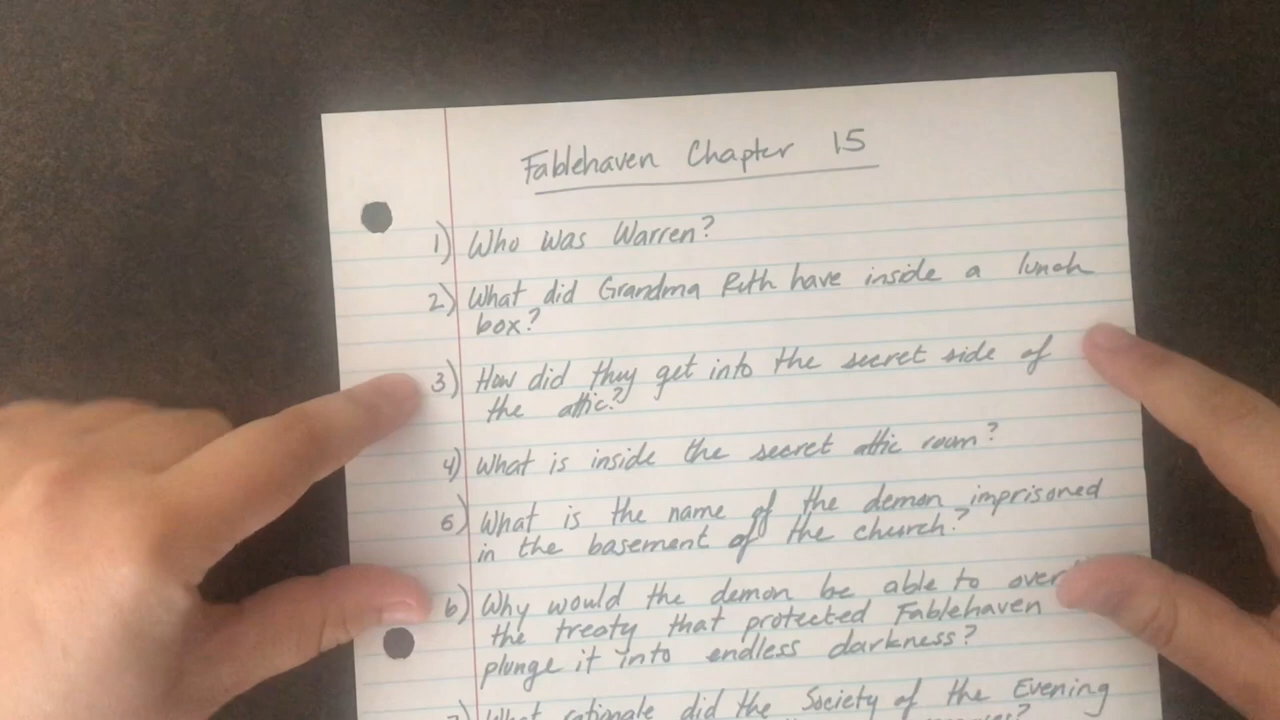 Fablehaven Chapter 15
1) Who was Warren?
2) What did Grandma Ruth have inside a lunch
box?
3) How did they get into the secret side of
the attic?
4) What is inside the secret attic room?
5) What is the name of the demon imprisoned
in the basement of the church?
6) Why would the demon be able to over
the treaty that protected Fablehaven
plunge it into endless darkness?
What rationale did the Society of the Evening